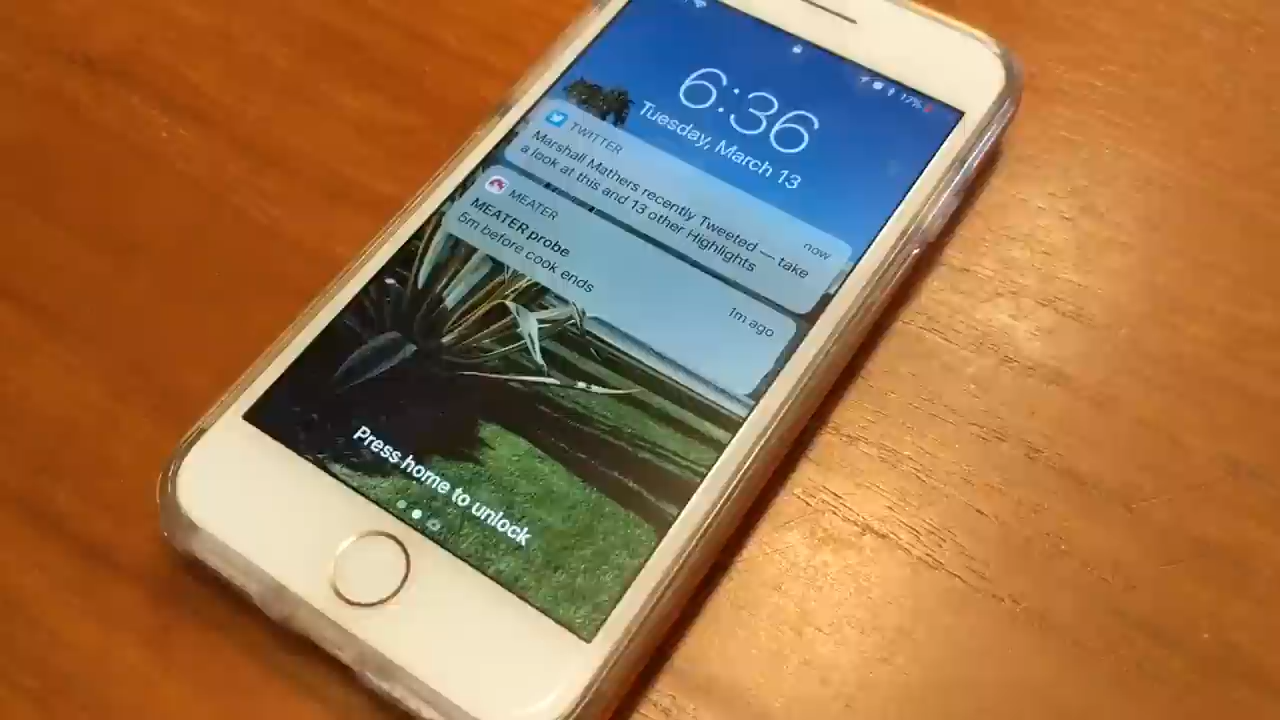 17%
6:36
Tuesday, March 13
TWITTER
now
Marshall Mathers recently Tweeted — take
a look at this and 13 other Highlights
MEATER
1m ago
MEATER probe
5m before cook ends
Press home to unlock